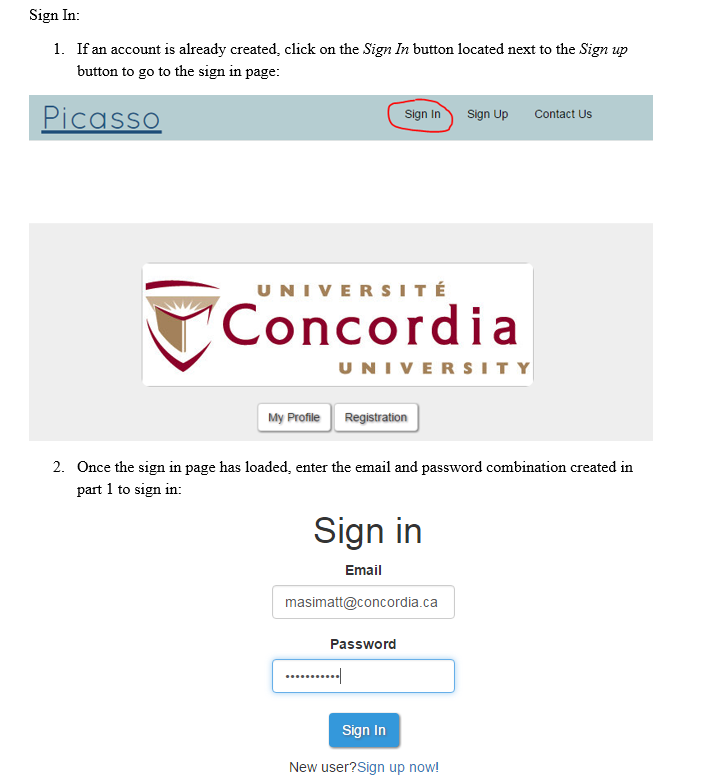 Sign In:
1. If an account is already created, click on the Sign In button located next to the Sign up
button to go to the sign in page:
Picasso Sign In Sign Up Contact Us
UNIVERSITÉ
Concordia
UNIVERSITY
My Profile Registration
2. Once the sign in page has loaded, enter the email and password combination created in
part 1 to sign in:
Sign in
Email
masimatt@concordia.ca
Password
•••••••••••
Sign In
New user?Sign up now!